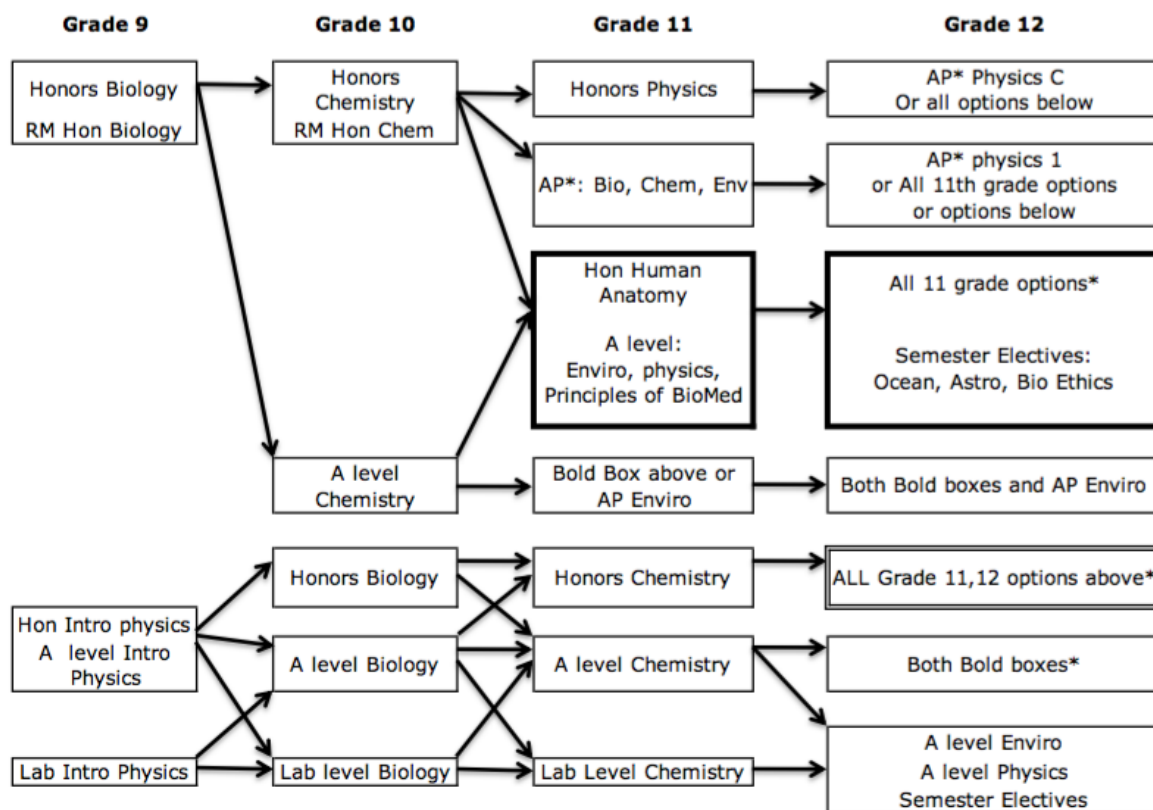 Grade 9
Grade 10
Grade 11
Grade 12
Honors Biology
RM Hon Biology
Honors
Chemistry
RM Hon Chem
Honors Physics
AP* Physics C
Or all options below
AP*: Bio, Chem, Env
AP* physics 1
or All 11th grade options
or options below
Hon Human
Anatomy
A level:
Enviro, physics,
Principles of BioMed
All 11 grade options*
Semester Electives:
Ocean, Astro, Bio Ethics
A level
Chemistry
Bold Box above or
AP Enviro
Both Bold boxes and AP Enviro
Hon Intro physics
A level Intro
Physics
Honors Biology
Honors Chemistry
ALL Grade 11,12 options above*
A level Biology
A level Chemistry
Both Bold boxes*
Lab Intro Physics
Lab level Biology
Lab Level Chemistry
A level Enviro
A level Physics
Semester Electives